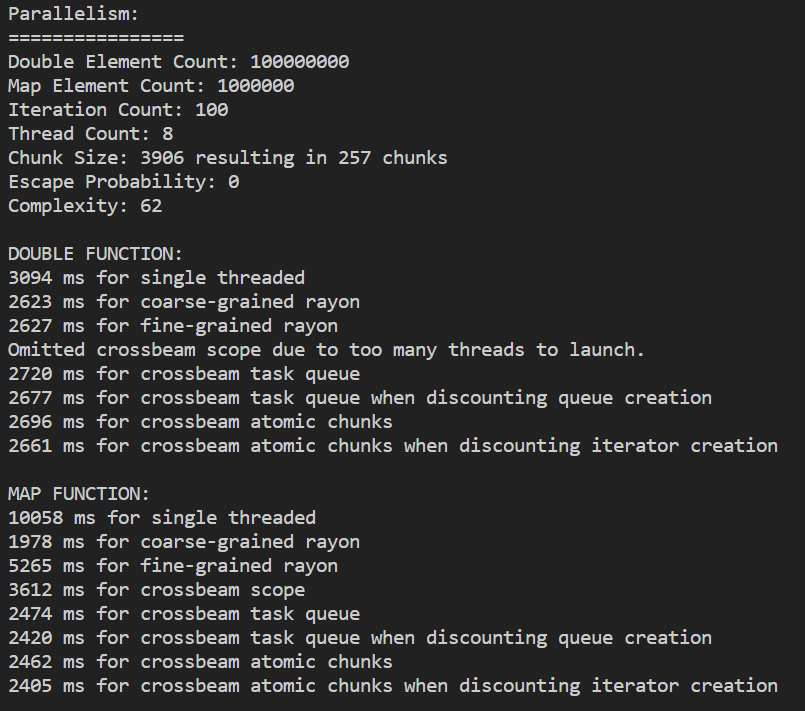 Parallelism:
================
Double Element Count: 100000000
Map Element Count: 1000000
Iteration Count: 100
Thread Count: 8
Chunk Size: 3906 resulting in 257 chunks
Escape Probability: 0
Complexity: 62

DOUBLE FUNCTION:
3094 ms for single threaded
2623 ms for coarse-grained rayon
2627 ms for fine-grained rayon
Omitted crossbeam scope due to too many threads to launch.
2720 ms for crossbeam task queue
2677 ms for crossbeam task queue when discounting queue creation
2696 ms for crossbeam atomic chunks
2661 ms for crossbeam atomic chunks when discounting iterator creation

MAP FUNCTION:
10058 ms for single threaded
1978 ms for coarse-grained rayon
5265 ms for fine-grained rayon
3612 ms for crossbeam scope
2474 ms for crossbeam task queue
2420 ms for crossbeam task queue when discounting queue creation
2462 ms for crossbeam atomic chunks
2405 ms for crossbeam atomic chunks when discounting iterator creation